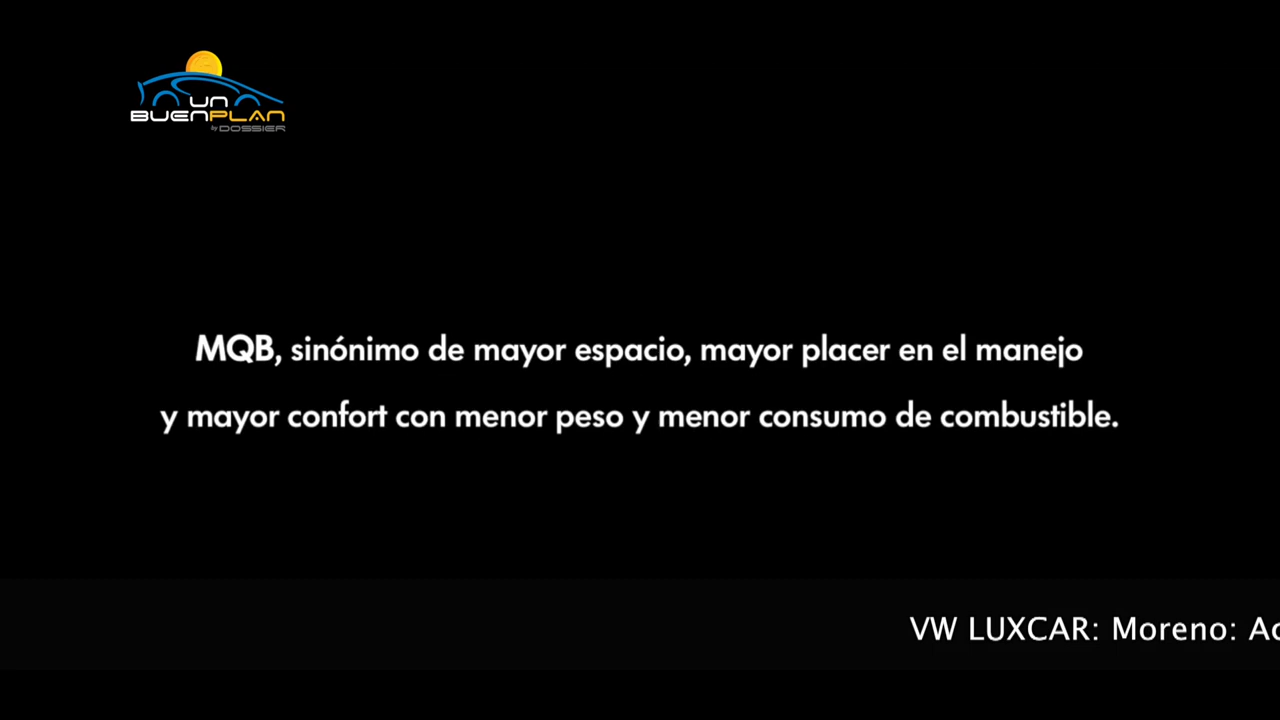 UN
BUENPLAN
by DOSSIER
MQB, sinónimo de mayor espacio, mayor placer en el manejo
y mayor confort con menor peso y menor consumo de combustible.
VW LUXCAR: Moreno: